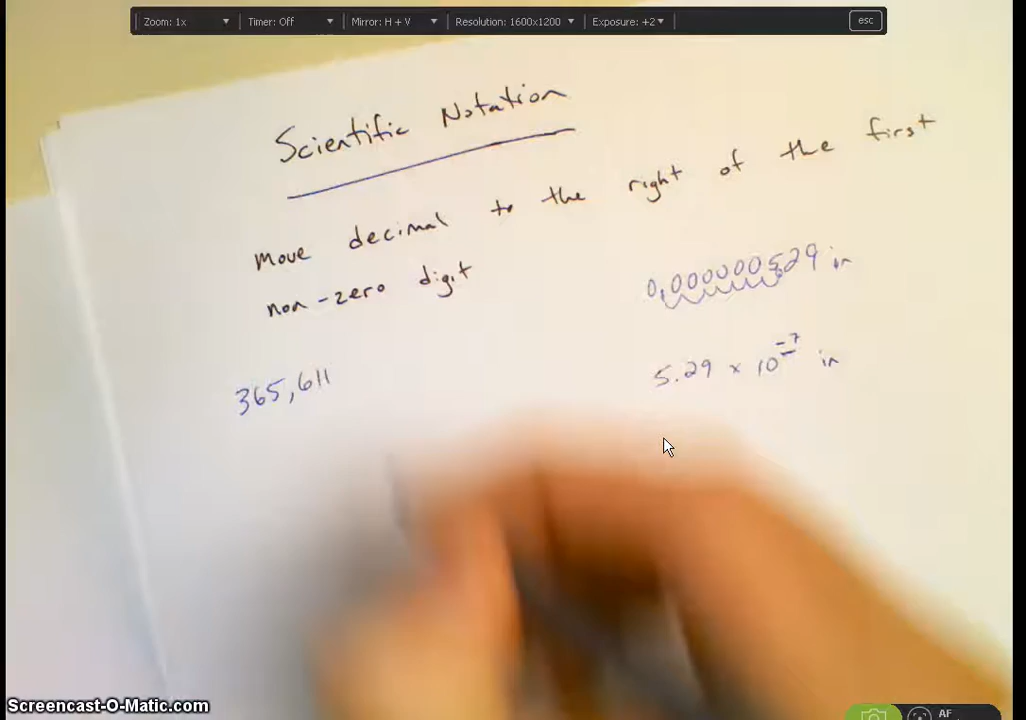 Zoom: 1x Timer: Off Mirror: H + V Resolution: 1600x1200 Exposure: +2 esc
Scientific Notation
move decimal to the right of the first
non-zero digit
0.000000529 in
365,611
5.29 x 10^-7 in
Screencast-O-Matic.com
AF